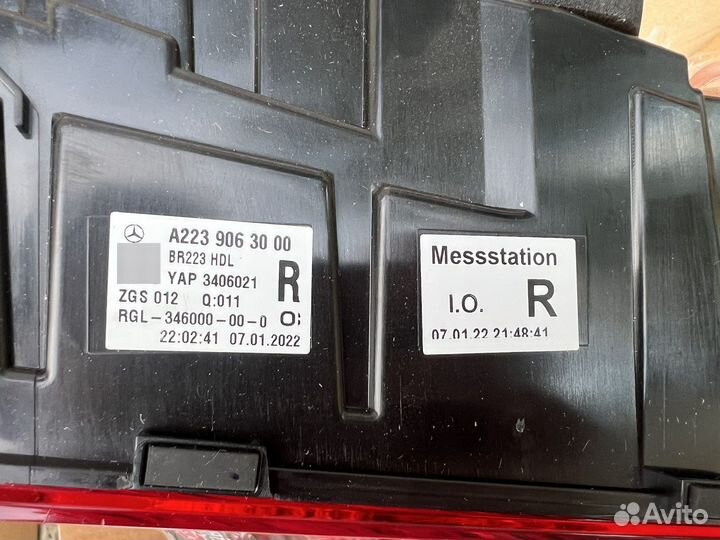 A223 906 30 00
BR223 HDL
YAP 3406021
R
ZGS 012 Q:011
RGL-346000-00-0
22:02:41 07.01.2022
Messstation
I.O. R
07.01.22 21:48:41
Avito